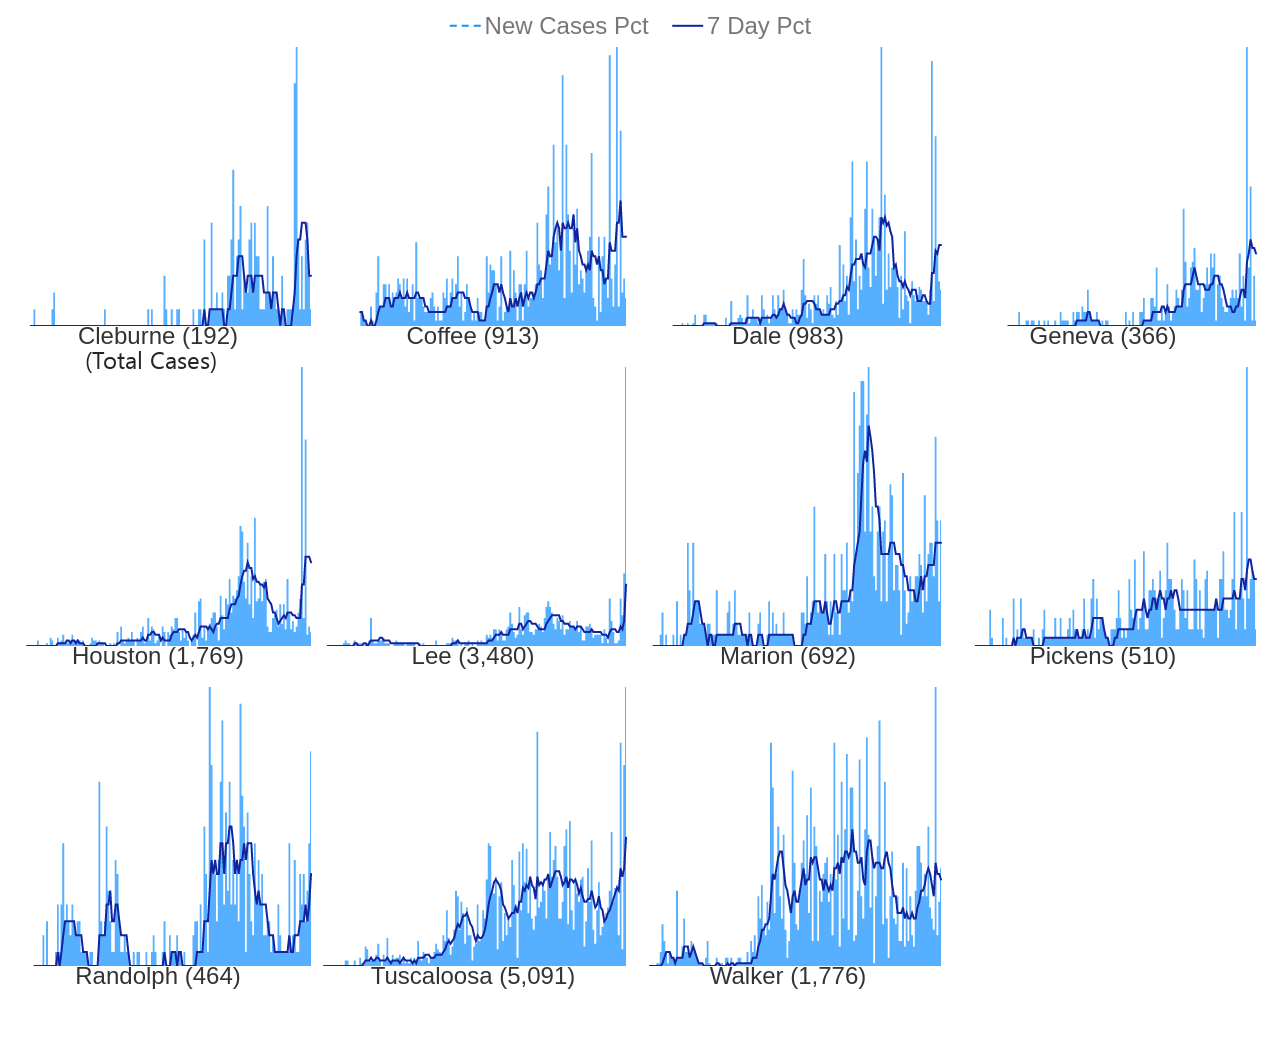 New Cases Pct 7 Day Pct
Cleburne (192) Coffee (913) Dale (983) Geneva (366)
(Total Cases)
Houston (1,769) Lee (3,480) Marion (692) Pickens (510)
Randolph (464) Tuscaloosa (5,091) Walker (1,776)